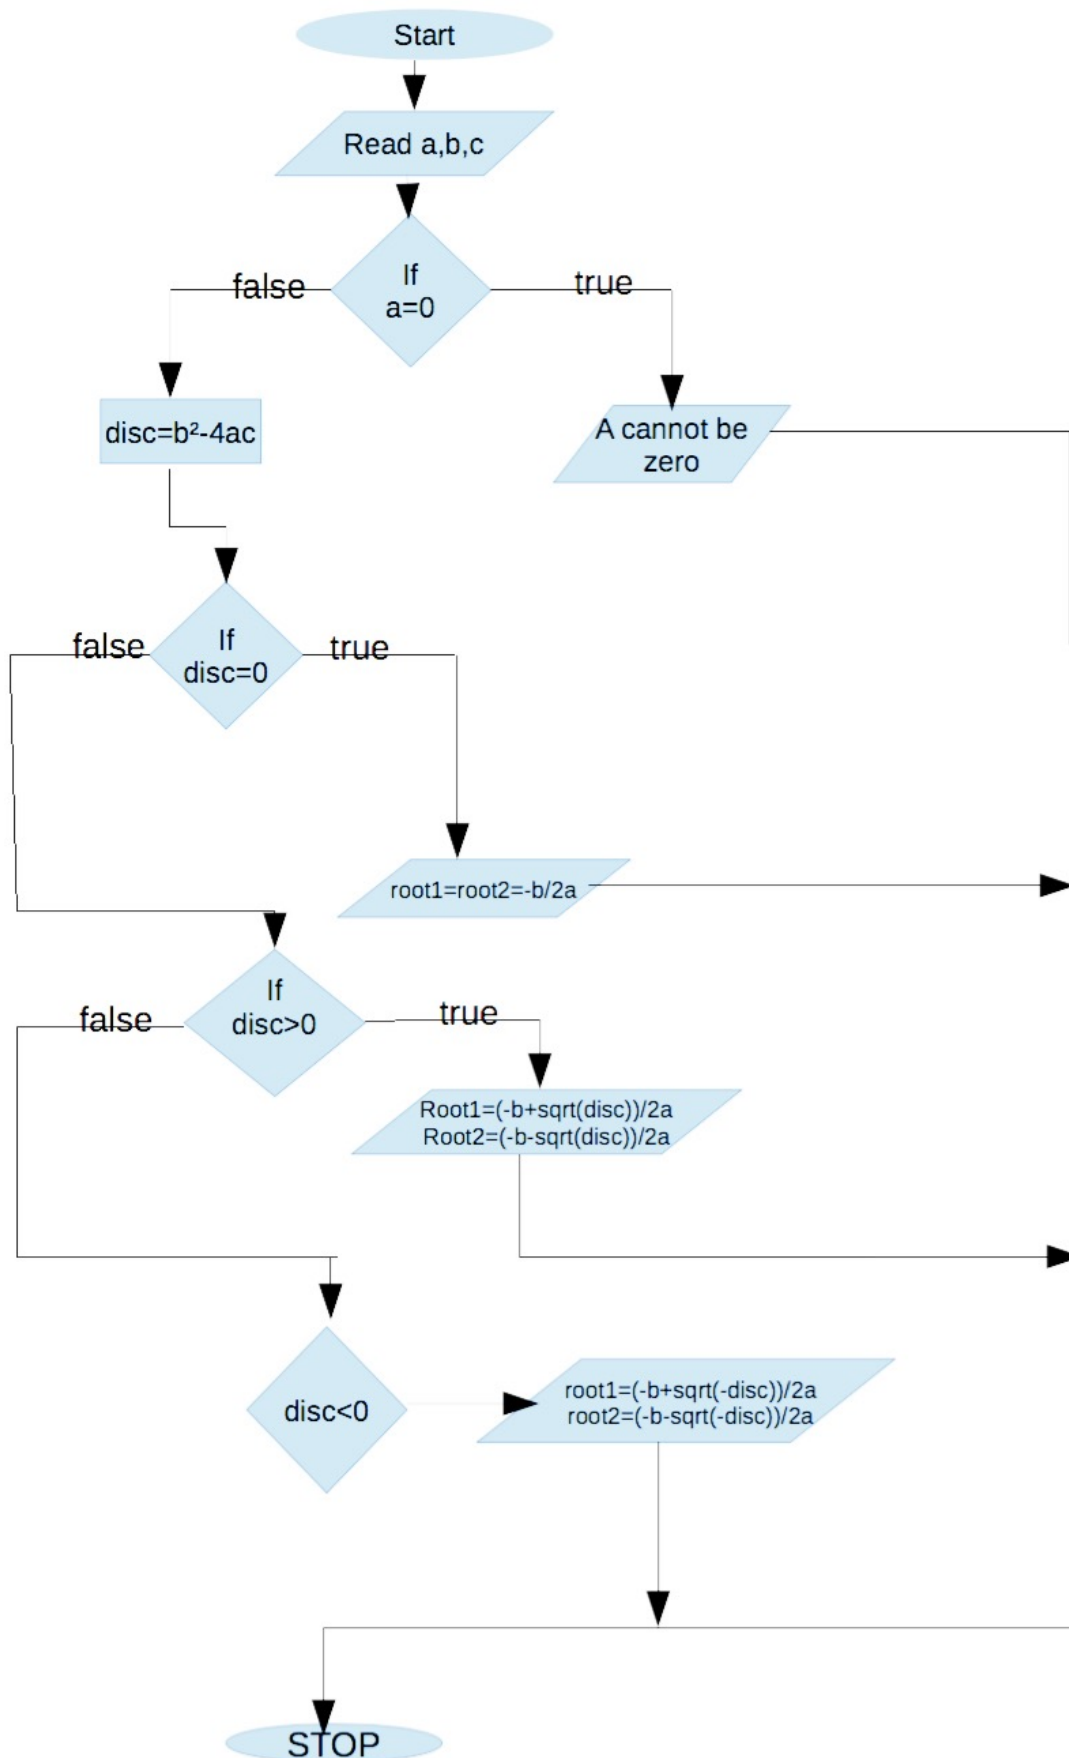 Start
Read a,b,c
If
a=0
false
true
disc=b²-4ac
A cannot be
zero
If
disc=0
false
true
root1=root2=-b/2a
If
disc>0
false
true
Root1=(-b+sqrt(disc))/2a
Root2=(-b-sqrt(disc))/2a
disc<0
root1=(-b+sqrt(-disc))/2a
root2=(-b-sqrt(-disc))/2a
STOP